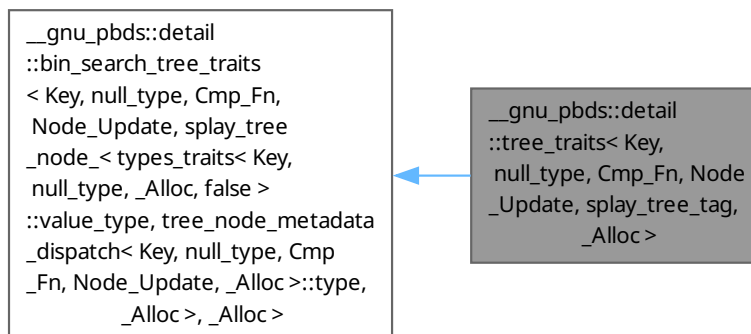 __gnu_pbds::detail
::bin_search_tree_traits
< Key, null_type, Cmp_Fn,
Node_Update, splay_tree
_node_< types_traits< Key,
null_type, _Alloc, false >
::value_type, tree_node_metadata
_dispatch< Key, null_type, Cmp
_Fn, Node_Update, _Alloc >::type,
_Alloc >, _Alloc >
__gnu_pbds::detail
::tree_traits< Key,
null_type, Cmp_Fn, Node
_Update, splay_tree_tag,
_Alloc >